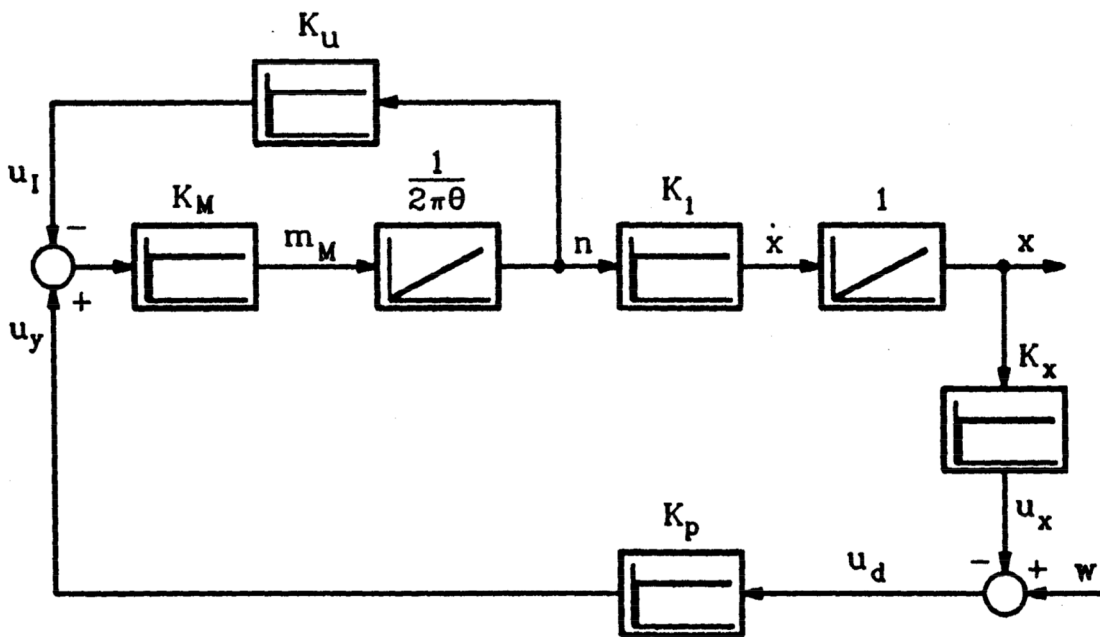 K_u
u_I
K_M
m_M
1
2πθ
n
K_1
ẋ
1
x
−
+
u_y
K_x
u_x
K_p
u_d
−
+
w